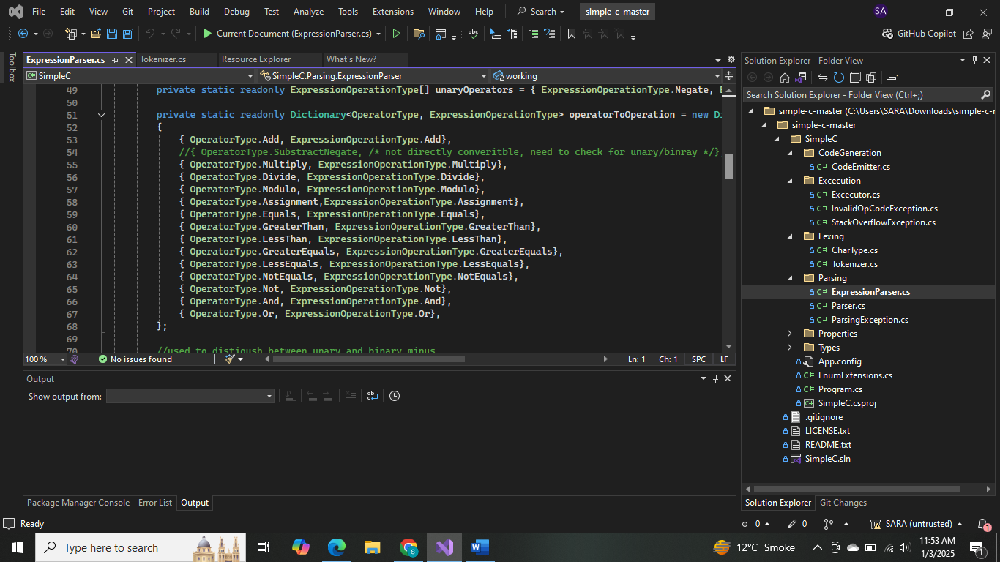 File Edit View Git Project Build Debug Test Analyze Tools Extensions Window Help Search simple-c-master SA
Current Document (ExpressionParser.cs) GitHub Copilot
Toolbox
ExpressionParser.cs Tokenizer.cs Resource Explorer What's New?
SimpleC SimpleC.Parsing.ExpressionParser working
49 private static readonly ExpressionOperationType[] unaryOperators = { ExpressionOperationType.Negate,
50
51 private static readonly Dictionary<OperatorType, ExpressionOperationType> operatorToOperation = new
52 {
53 { OperatorType.Add, ExpressionOperationType.Add},
54 //{ OperatorType.SubstractNegate, /* not directly converitble, need to check for unary/binray */}
55 { OperatorType.Multiply, ExpressionOperationType.Multiply},
56 { OperatorType.Divide, ExpressionOperationType.Divide},
57 { OperatorType.Modulo, ExpressionOperationType.Modulo},
58 { OperatorType.Assignment,ExpressionOperationType.Assignment},
59 { OperatorType.Equals, ExpressionOperationType.Equals},
60 { OperatorType.GreaterThan, ExpressionOperationType.GreaterThan},
61 { OperatorType.LessThan, ExpressionOperationType.LessThan},
62 { OperatorType.GreaterEquals, ExpressionOperationType.GreaterEquals},
63 { OperatorType.LessEquals, ExpressionOperationType.LessEquals},
64 { OperatorType.NotEquals, ExpressionOperationType.NotEquals},
65 { OperatorType.Not, ExpressionOperationType.Not},
66 { OperatorType.And, ExpressionOperationType.And},
67 { OperatorType.Or, ExpressionOperationType.Or},
68 };
69
70 //used to distigush between unary and binary minus
100 % No issues found Ln: 1 Ch: 1 SPC LF
Output
Show output from:
Package Manager Console Error List Output
Solution Explorer - Folder View
Search Solution Explorer - Folder View (Ctrl+;)
simple-c-master (C:\Users\SARA\Downloads\simple-c-
simple-c-master
SimpleC
CodeGeneration
C# CodeEmitter.cs
Excecution
C# Excecutor.cs
C# InvalidOpCodeException.cs
C# StackOverflowException.cs
Lexing
C# CharType.cs
C# Tokenizer.cs
Parsing
C# ExpressionParser.cs
C# Parser.cs
C# ParsingException.cs
Properties
Types
App.config
C# EnumExtensions.cs
C# Program.cs
C# SimpleC.csproj
.gitignore
LICENSE.txt
README.txt
SimpleC.sln
Solution Explorer Git Changes
Ready 0 0 SARA (untrusted) 1
Type here to search 12°C Smoke 11:53 AM
1/3/2025 1